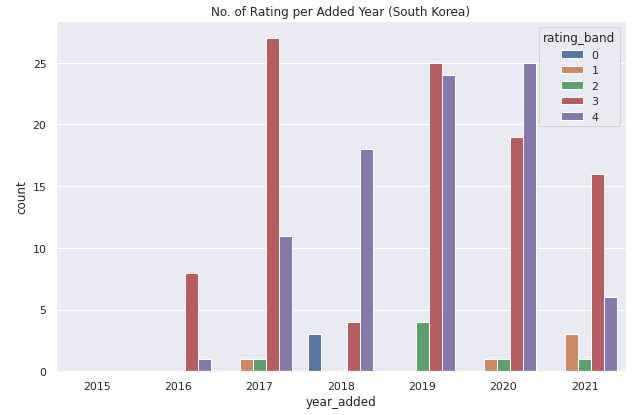 No. of Rating per Added Year (South Korea)
rating_band
0
1
2
3
4
25
20
15
10
5
0
count
2015 2016 2017 2018 2019 2020 2021
year_added